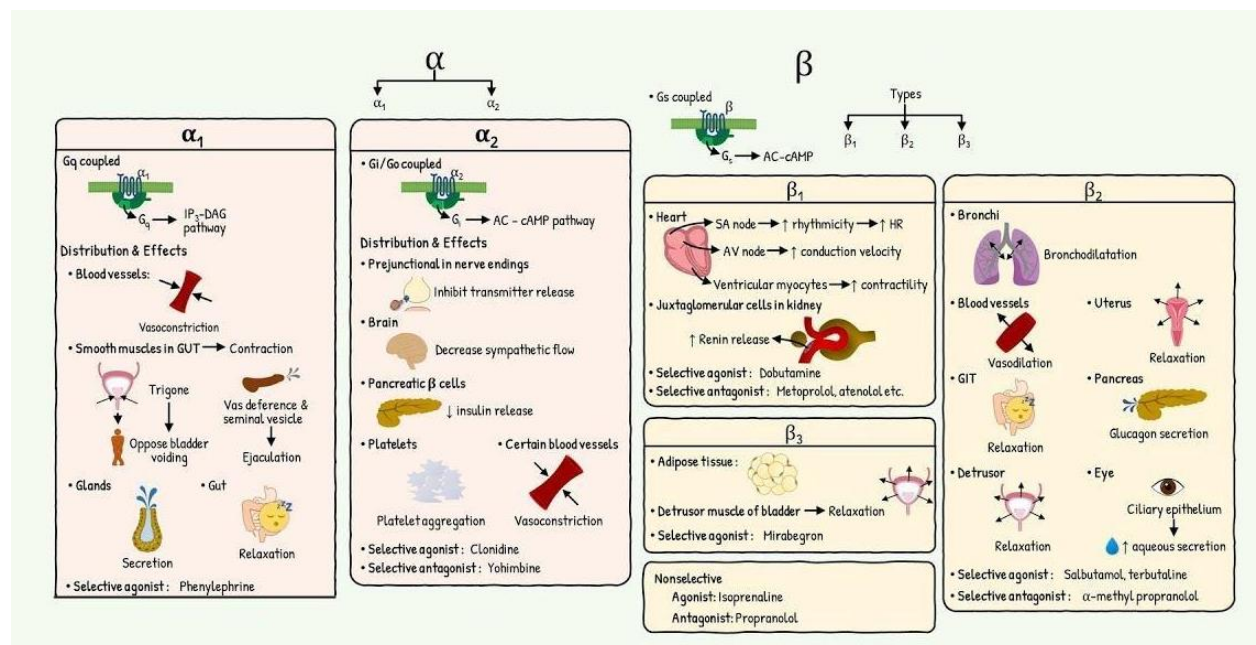 α
α₁
α₂
α₁
Gq coupled
α₁
Gq
IP₃-DAG
pathway
Distribution & Effects
• Blood vessels:
Vasoconstriction
• Smooth muscles in GUT
Contraction
Trigone
Oppose bladder
voiding
Vas deference &
seminal vesicle
Ejaculation
• Glands
Secretion
• Gut
zzZ
Relaxation
• Selective agonist : Phenylephrine
α₂
• Gi/Go coupled
α₂
Gi
AC – cAMP pathway
Distribution & Effects
• Prejunctional in nerve endings
Inhibit transmitter release
• Brain
Decrease sympathetic flow
• Pancreatic β cells
↓ insulin release
• Platelets
Platelet aggregation
• Certain blood vessels
Vasoconstriction
• Selective agonist : Clonidine
• Selective antagonist : Yohimbine
β
• Gs coupled
β
Gs
AC-cAMP
Types
β₁
β₂
β₃
β₁
• Heart
SA node → ↑ rhythmicity → ↑ HR
AV node → ↑ conduction velocity
Ventricular myocytes → ↑ contractility
• Juxtaglomerular cells in kidney
↑ Renin release
• Selective agonist : Dobutamine
• Selective antagonist : Metoprolol, atenolol etc.
β₃
• Adipose tissue :
• Detrusor muscle of bladder → Relaxation
• Selective agonist : Mirabegron
Nonselective
Agonist: Isoprenaline
Antagonist: Propranolol
β₂
• Bronchi
Bronchodilatation
• Blood vessels
Vasodilation
• Uterus
Relaxation
• GIT
zZ
Relaxation
• Pancreas
Glucagon secretion
• Detrusor
Relaxation
• Eye
Ciliary epithelium
↑ aqueous secretion
• Selective agonist : Salbutamol, terbutaline
• Selective antagonist : α-methyl propranolol